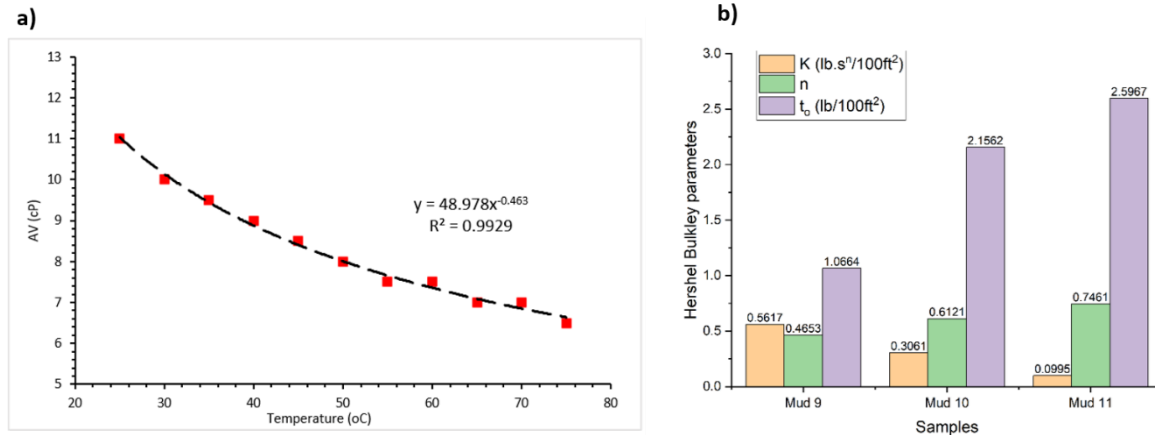 a)
13
12
11
10
9
8
7
6
5
AV (cP)
y = 48.978x^-0.463
R² = 0.9929
20 30 40 50 60 70 80
Temperature (oC)
b)
3.0
2.5
2.0
1.5
1.0
0.5
0.0
Hershel Bulkley parameters
K (lb.sⁿ/100ft²)
n
tₒ (lb/100ft²)
0.5617
0.4653
1.0664
0.3061
0.6121
2.1562
0.0995
0.7461
2.5967
Mud 9 Mud 10 Mud 11
Samples